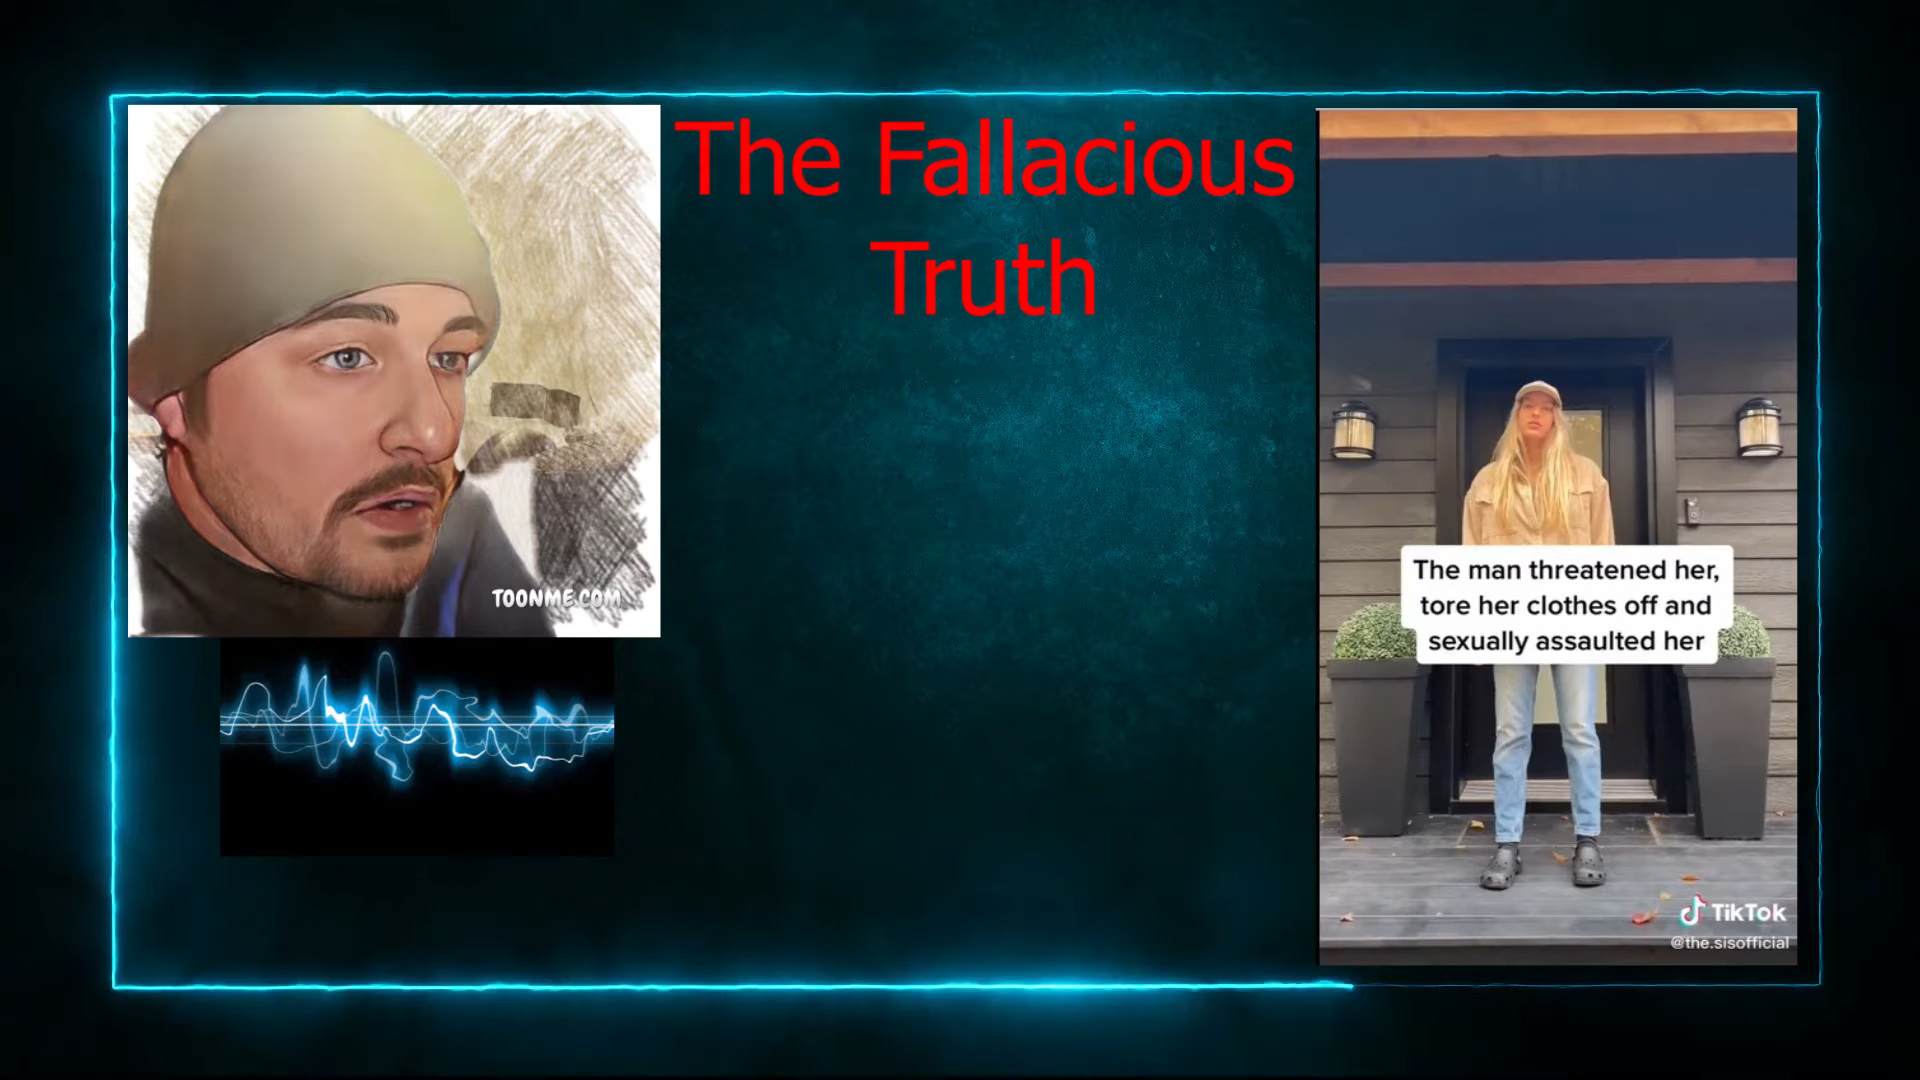 The Fallacious
Truth
TOONME.COM
The man threatened her,
tore her clothes off and
sexually assaulted her
TikTok
@the.sisofficial